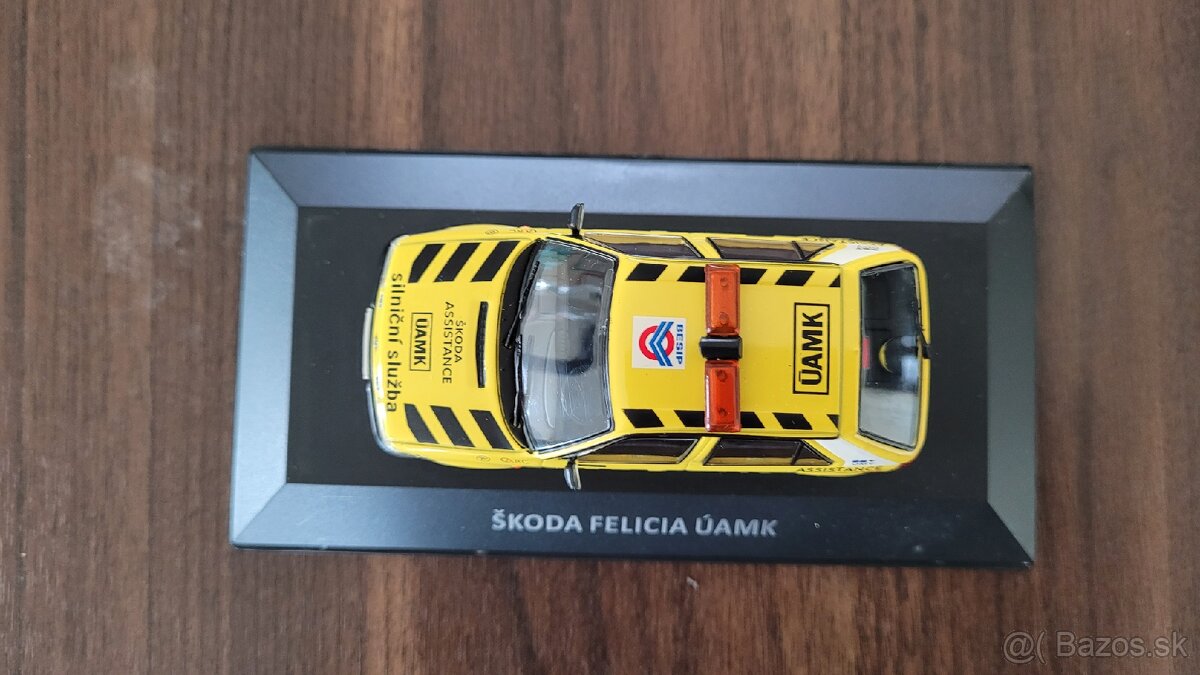 silniční služba
ÚAMK
ŠKODA
ASSISTANCE
BESIP
ÚAMK
ASSISTANCE
ŠKODA FELICIA ÚAMK
@( Bazos.sk